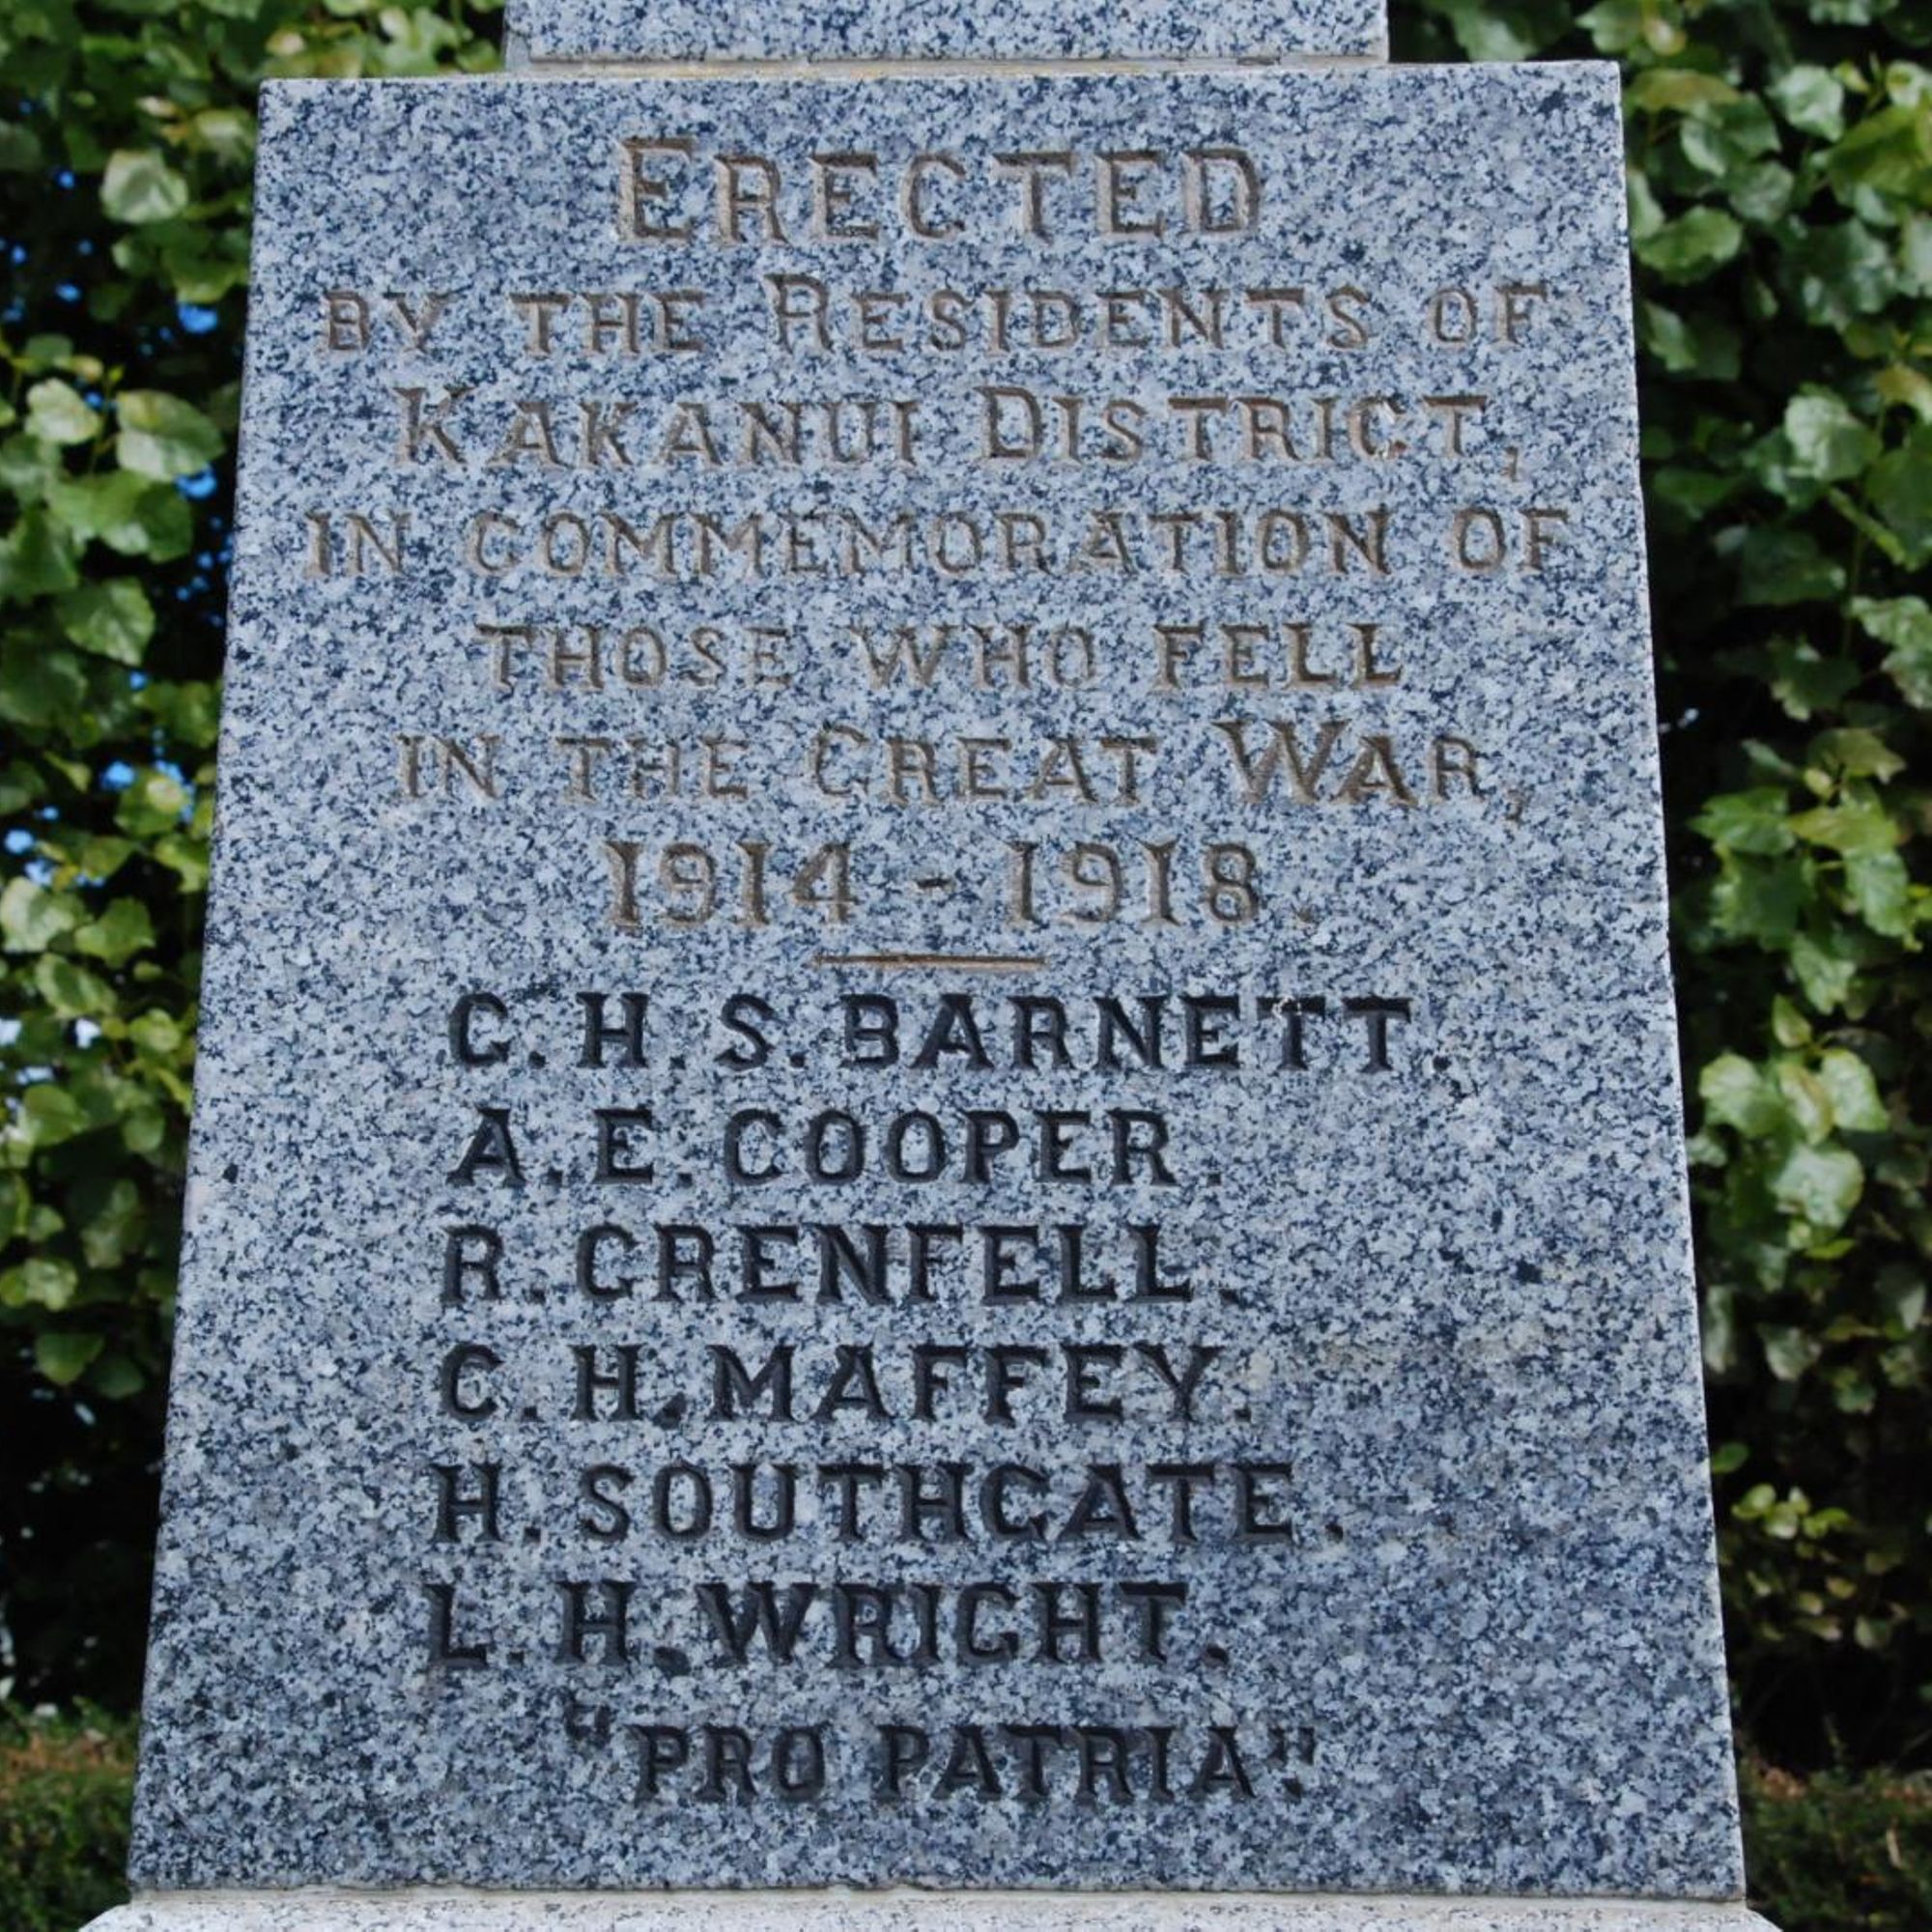 ERECTED
BY THE RESIDENTS OF
KAKANUI DISTRICT,
IN COMMEMORATION OF
THOSE WHO FELL
IN THE GREAT WAR,
1914 - 1918.
C. H. S. BARNETT.
A. E. COOPER.
R. GRENFELL.
C. H. MAFFEY.
H. SOUTHGATE.
L. H. WRIGHT.
"PRO PATRIA".